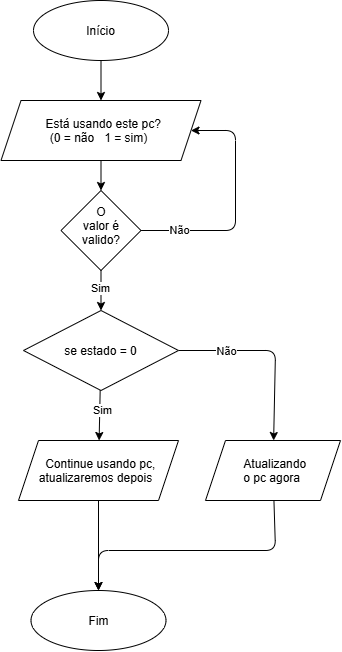 Início
Está usando este pc?
(0 = não   1 = sim)
O
valor é
valido?
Não
Sim
se estado = 0
Não
Sim
Continue usando pc,
atualizaremos depois
Atualizando
o pc agora
Fim